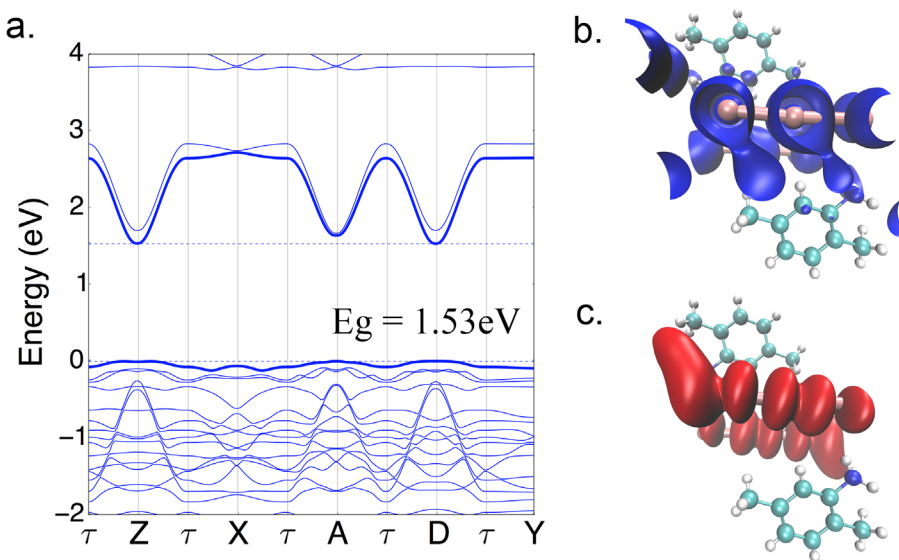 a.
4
3
2
1
0
−1
−2
Energy (eV)
Eg = 1.53eV
τ Z X τ A τ D τ Y
b.
c.